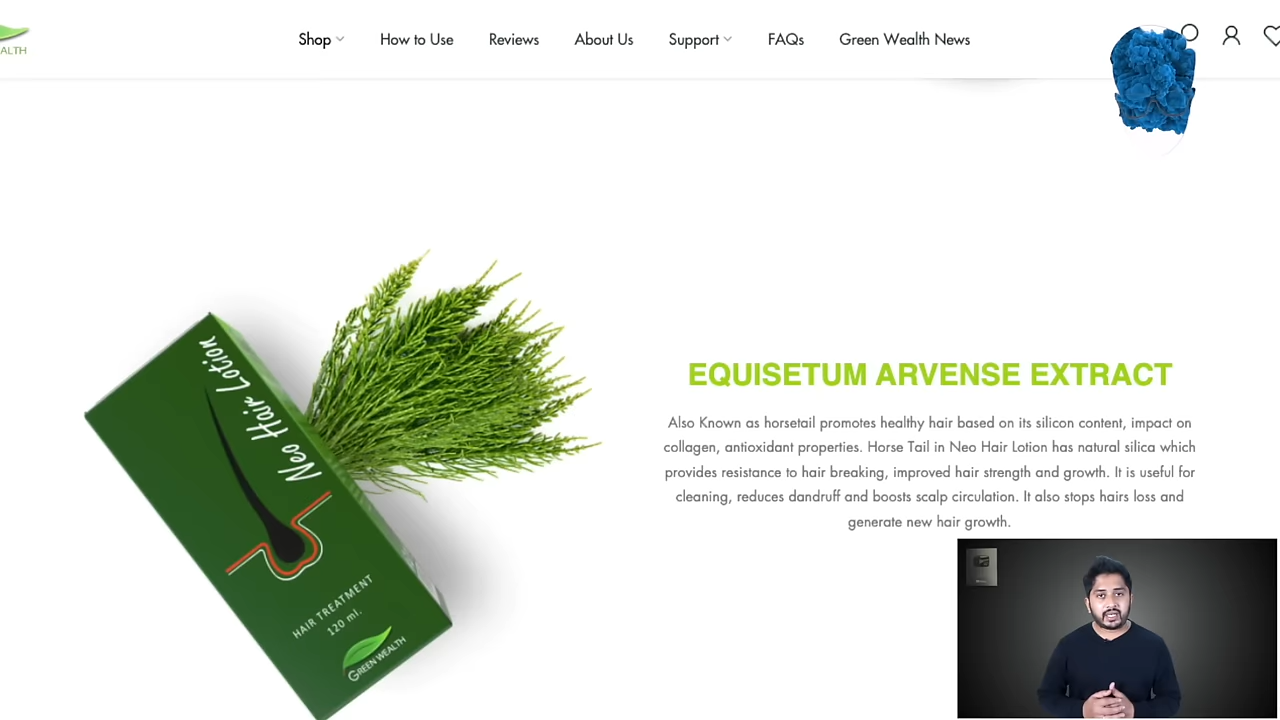 Shop
How to Use
Reviews
About Us
Support
FAQs
Green Wealth News
EALTH
EQUISETUM ARVENSE EXTRACT
Also Known as horsetail promotes healthy hair based on its silicon content, impact on
collagen, antioxidant properties. Horse Tail in Neo Hair Lotion has natural silica which
provides resistance to hair breaking, improved hair strength and growth. It is useful for
cleaning, reduces dandruff and boosts scalp circulation. It also stops hairs loss and
generate new hair growth.
Neo Hair Lotion
HAIR TREATMENT
120 ml.
GREEN WEALTH